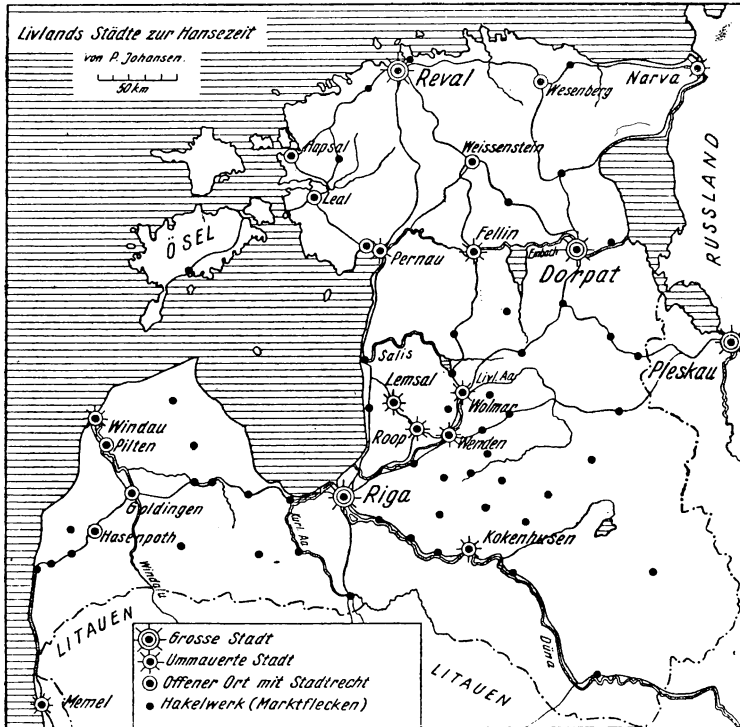 Livlands Städte zur Hansezeit
von P. Johansen.
50 km
Reval
Narva
Wesenberg
Hapsal
Weissenstein
Leal
RUSSLAND
ÖSEL
Pernau
Fellin
Embach
Dorpat
Salis
Pleskau
Lemsal
Livl. Aa
Wolmar
Windau
Pilten
Roop
Wenden
Goldingen
Riga
Hasenpoth
Kurl. Aa
Kokenhusen
Windau
LITAUEN
LITAUEN
Düna
Memel
Grosse Stadt
Ummauerte Stadt
Offener Ort mit Stadtrecht
Hakelwerk (Marktflecken)